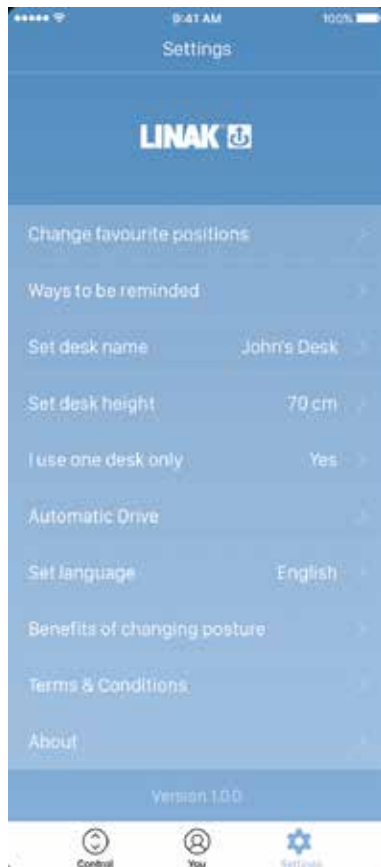 9:41 AM 100%
Settings
LINAK
Change favourite positions
Ways to be reminded
Set desk name John's Desk
Set desk height 70 cm
I use one desk only Yes
Automatic Drive
Set language English
Benefits of changing posture
Terms & Conditions
About
Version 1.0.0
Control You Settings